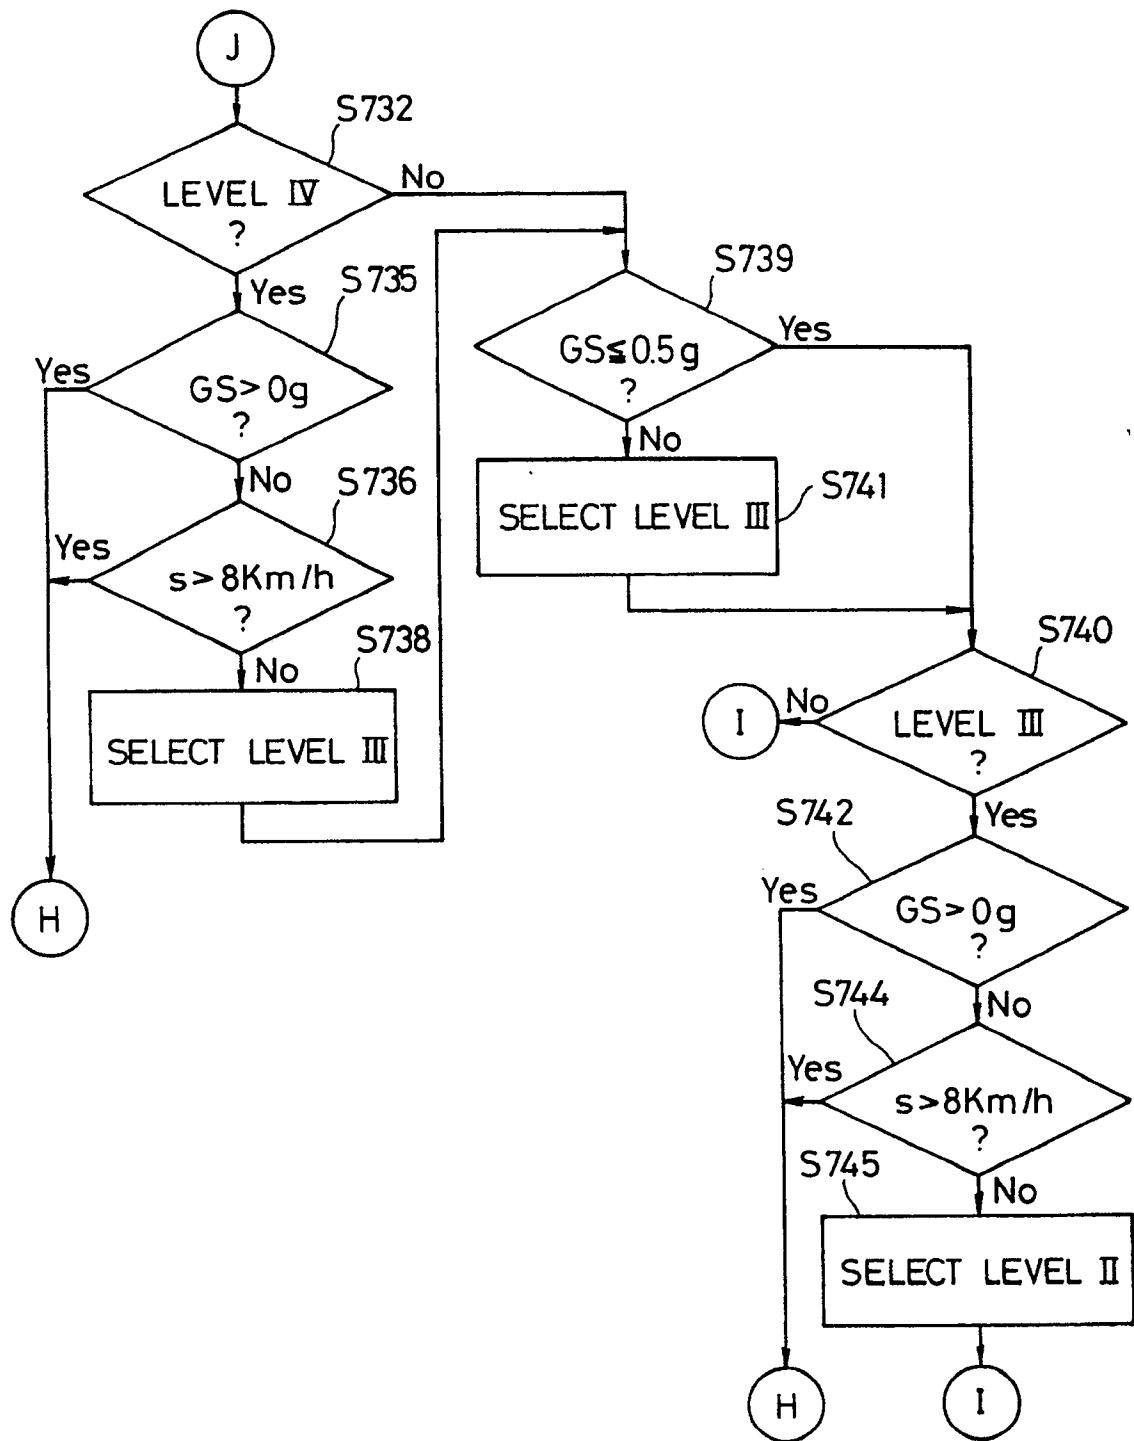 J
S732
LEVEL IV
?
No
Yes
S735
GS>0g
?
Yes
No
S736
s>8Km/h
?
Yes
No
S738
SELECT LEVEL III
H
S739
GS≦0.5g
?
Yes
No
S741
SELECT LEVEL III
S740
LEVEL III
?
No
I
Yes
S742
GS>0g
?
Yes
No
S744
s>8Km/h
?
Yes
No
S745
SELECT LEVEL II
H
I